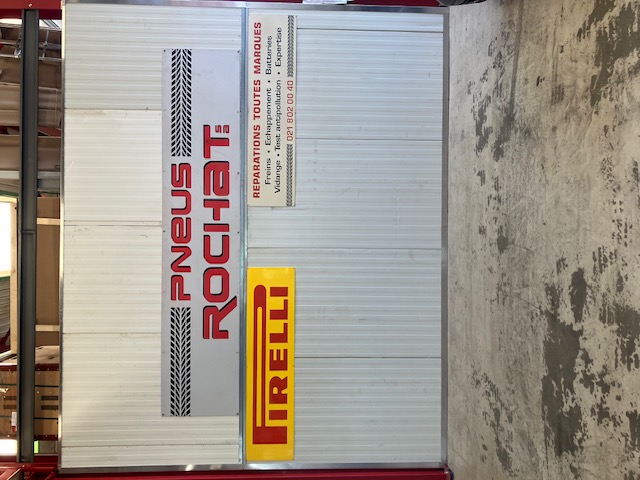 PNEUS
ROCHAT SA
PIRELLI
REPARATIONS TOUTES MARQUES
Freins • Echappement • Batteries
Vidange • Test antipollution • Expertise
021 802 00 40